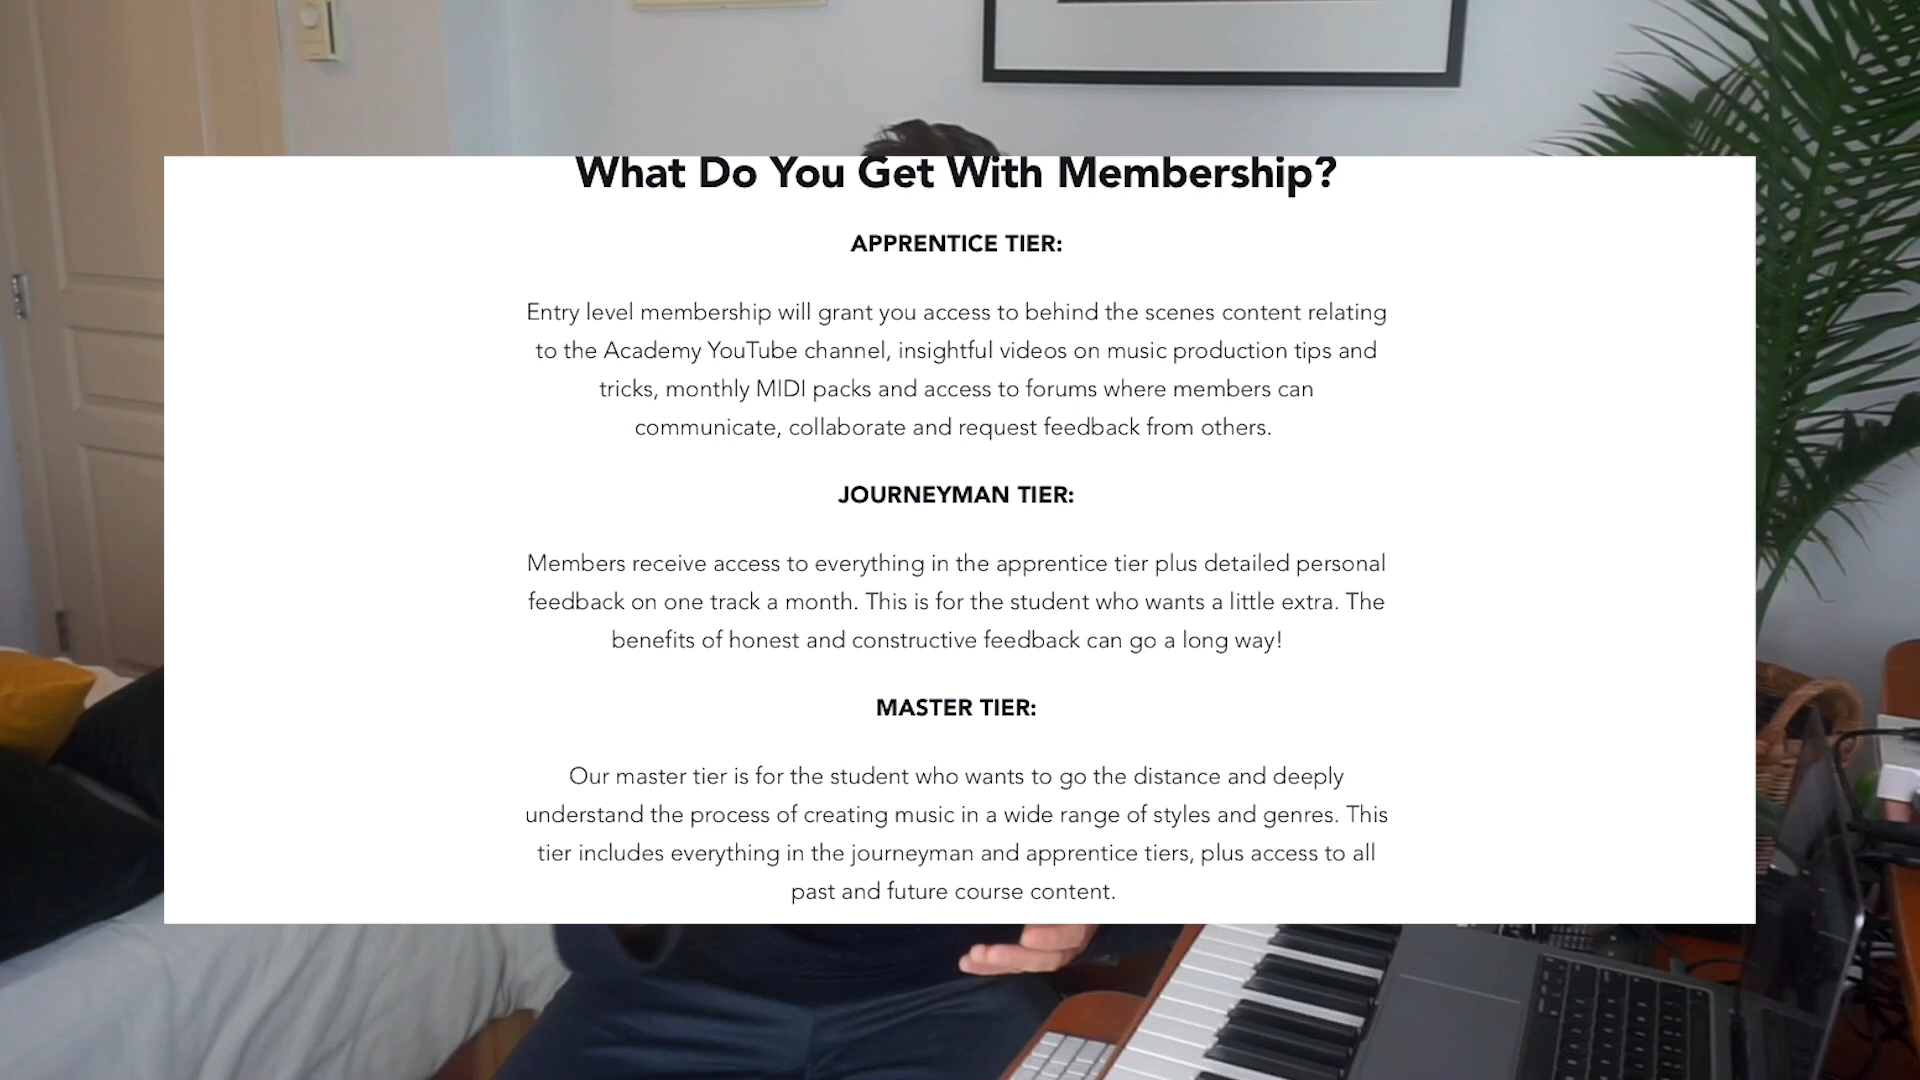 What Do You Get With Membership?
APPRENTICE TIER:
Entry level membership will grant you access to behind the scenes content relating
to the Academy YouTube channel, insightful videos on music production tips and
tricks, monthly MIDI packs and access to forums where members can
communicate, collaborate and request feedback from others.
JOURNEYMAN TIER:
Members receive access to everything in the apprentice tier plus detailed personal
feedback on one track a month. This is for the student who wants a little extra. The
benefits of honest and constructive feedback can go a long way!
MASTER TIER:
Our master tier is for the student who wants to go the distance and deeply
understand the process of creating music in a wide range of styles and genres. This
tier includes everything in the journeyman and apprentice tiers, plus access to all
past and future course content.